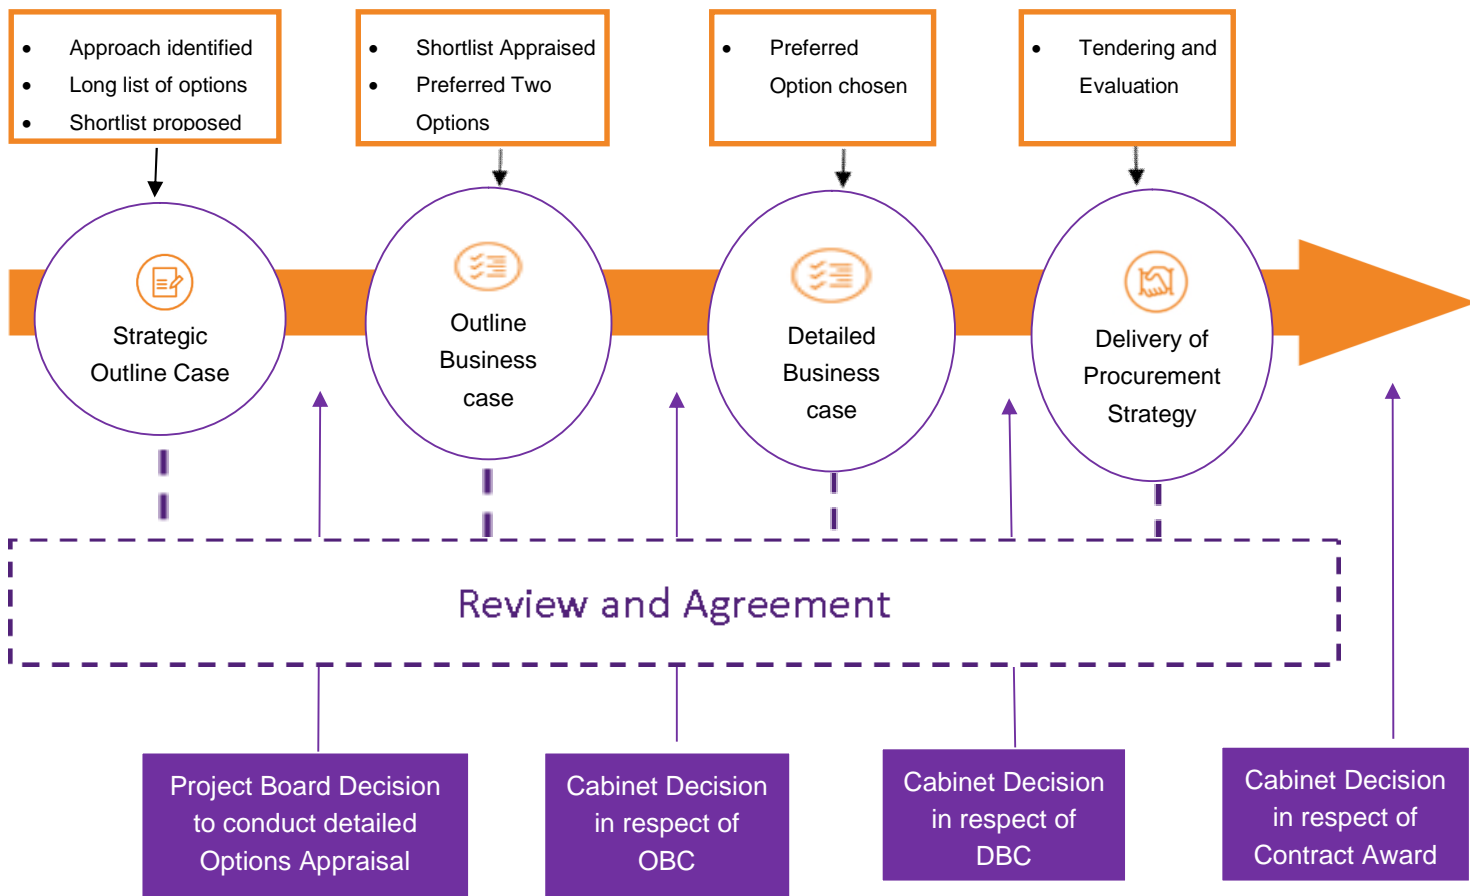 • Approach identified
• Long list of options
• Shortlist proposed
• Shortlist Appraised
• Preferred Two
Options
• Preferred
Option chosen
• Tendering and
Evaluation
Strategic
Outline Case
Outline
Business
case
Detailed
Business
case
Delivery of
Procurement
Strategy
Review and Agreement
Project Board Decision
to conduct detailed
Options Appraisal
Cabinet Decision
in respect of
OBC
Cabinet Decision
in respect of
DBC
Cabinet Decision
in respect of
Contract Award